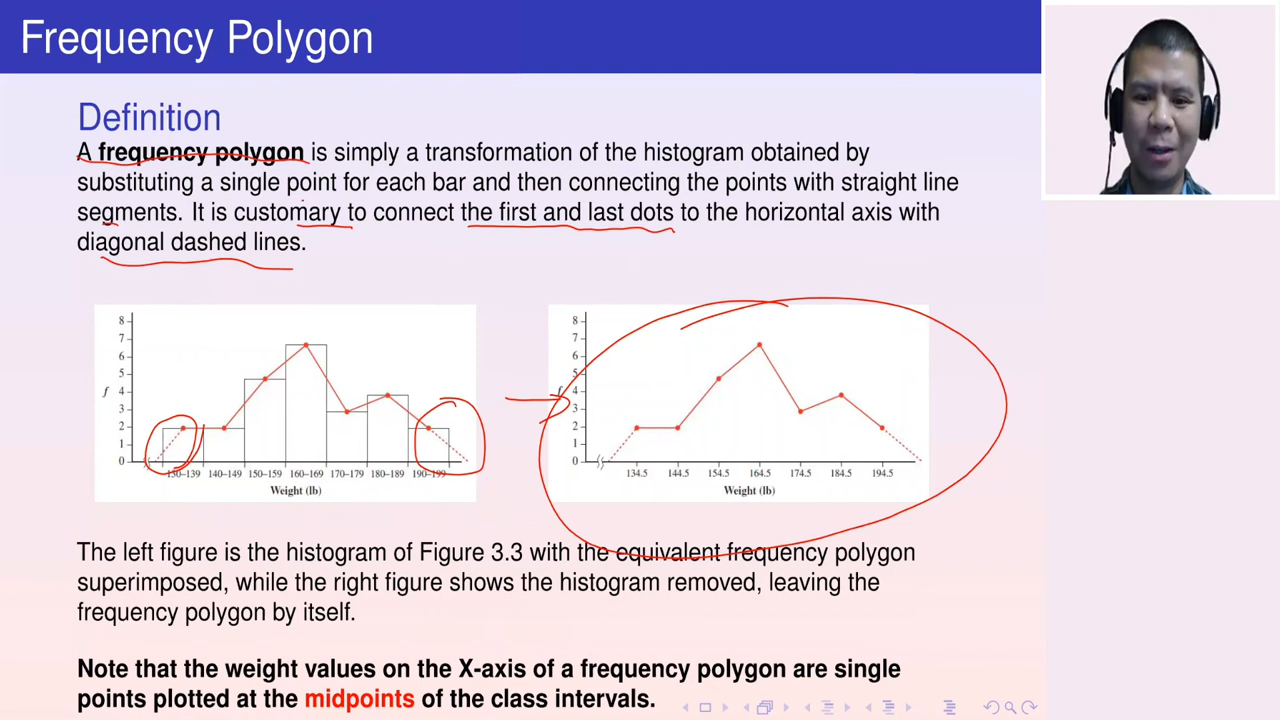 Frequency Polygon
Definition
A frequency polygon is simply a transformation of the histogram obtained by
substituting a single point for each bar and then connecting the points with straight line
segments. It is customary to connect the first and last dots to the horizontal axis with
diagonal dashed lines.
8
7
6
5
4
3
2
1
0
f
150–139 140–149 150–159 160–169 170–179 180–189 190–199
Weight (lb)
8
7
6
5
4
3
2
1
0
f
134.5 144.5 154.5 164.5 174.5 184.5 194.5
Weight (lb)
The left figure is the histogram of Figure 3.3 with the equivalent frequency polygon
superimposed, while the right figure shows the histogram removed, leaving the
frequency polygon by itself.
Note that the weight values on the X-axis of a frequency polygon are single
points plotted at the midpoints of the class intervals.